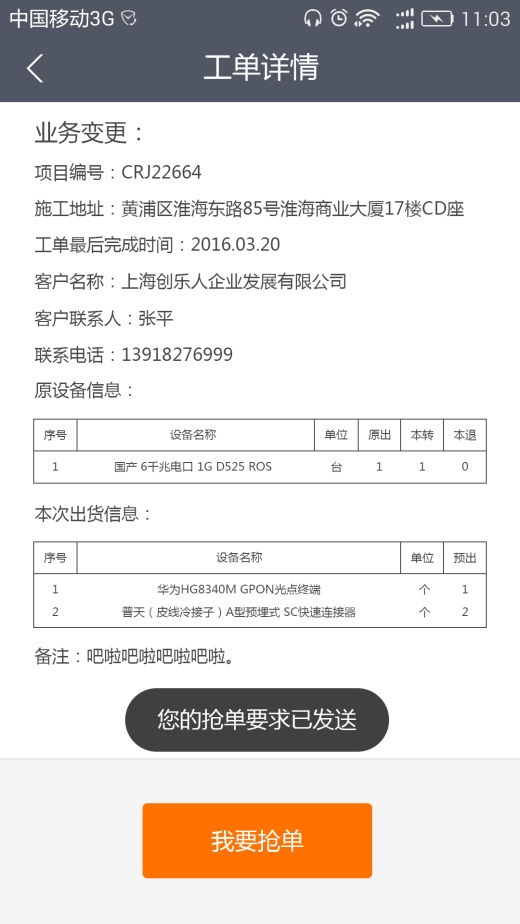 中国移动3G 11:03
工单详情
业务变更：
项目编号：CRJ22664
施工地址：黄浦区淮海东路85号淮海商业大厦17楼CD座
工单最后完成时间：2016.03.20
客户名称：上海创乐人企业发展有限公司
客户联系人：张平
联系电话：13918276999
原设备信息：
序号 设备名称 单位 原出 本转 本退
1 国产 6千兆电口 1G D525 ROS 台 1 1 0
本次出货信息：
序号 设备名称 单位 预出
1 华为HG8340M GPON光点终端 个 1
2 普天（皮线冷接子）A型预埋式 SC快速连接器 个 2
备注：吧啦吧啦吧啦吧啦。
您的抢单要求已发送
我要抢单